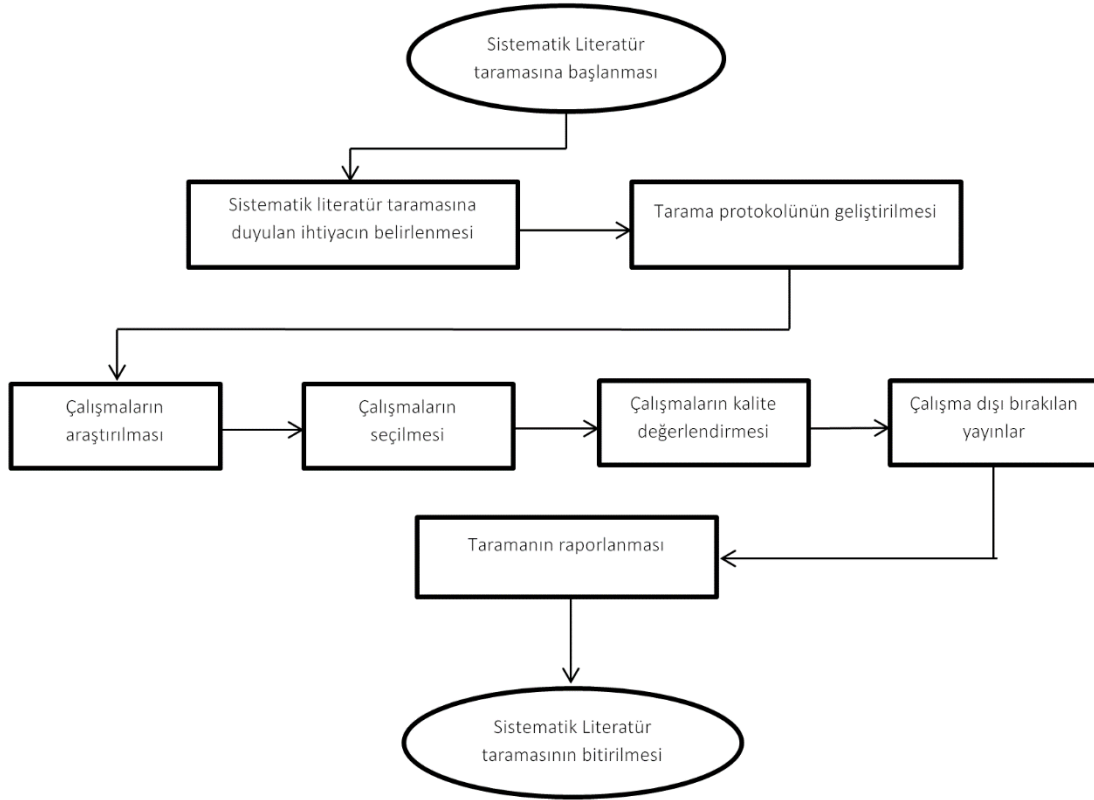 Sistematik Literatür
taramasına başlanması
Sistematik literatür taramasına
duyulan ihtiyacın belirlenmesi
Tarama protokolünün geliştirilmesi
Çalışmaların
araştırılması
Çalışmaların
seçilmesi
Çalışmaların kalite
değerlendirmesi
Çalışma dışı bırakılan
yayınlar
Taramanın raporlanması
Sistematik Literatür
taramasının bitirilmesi